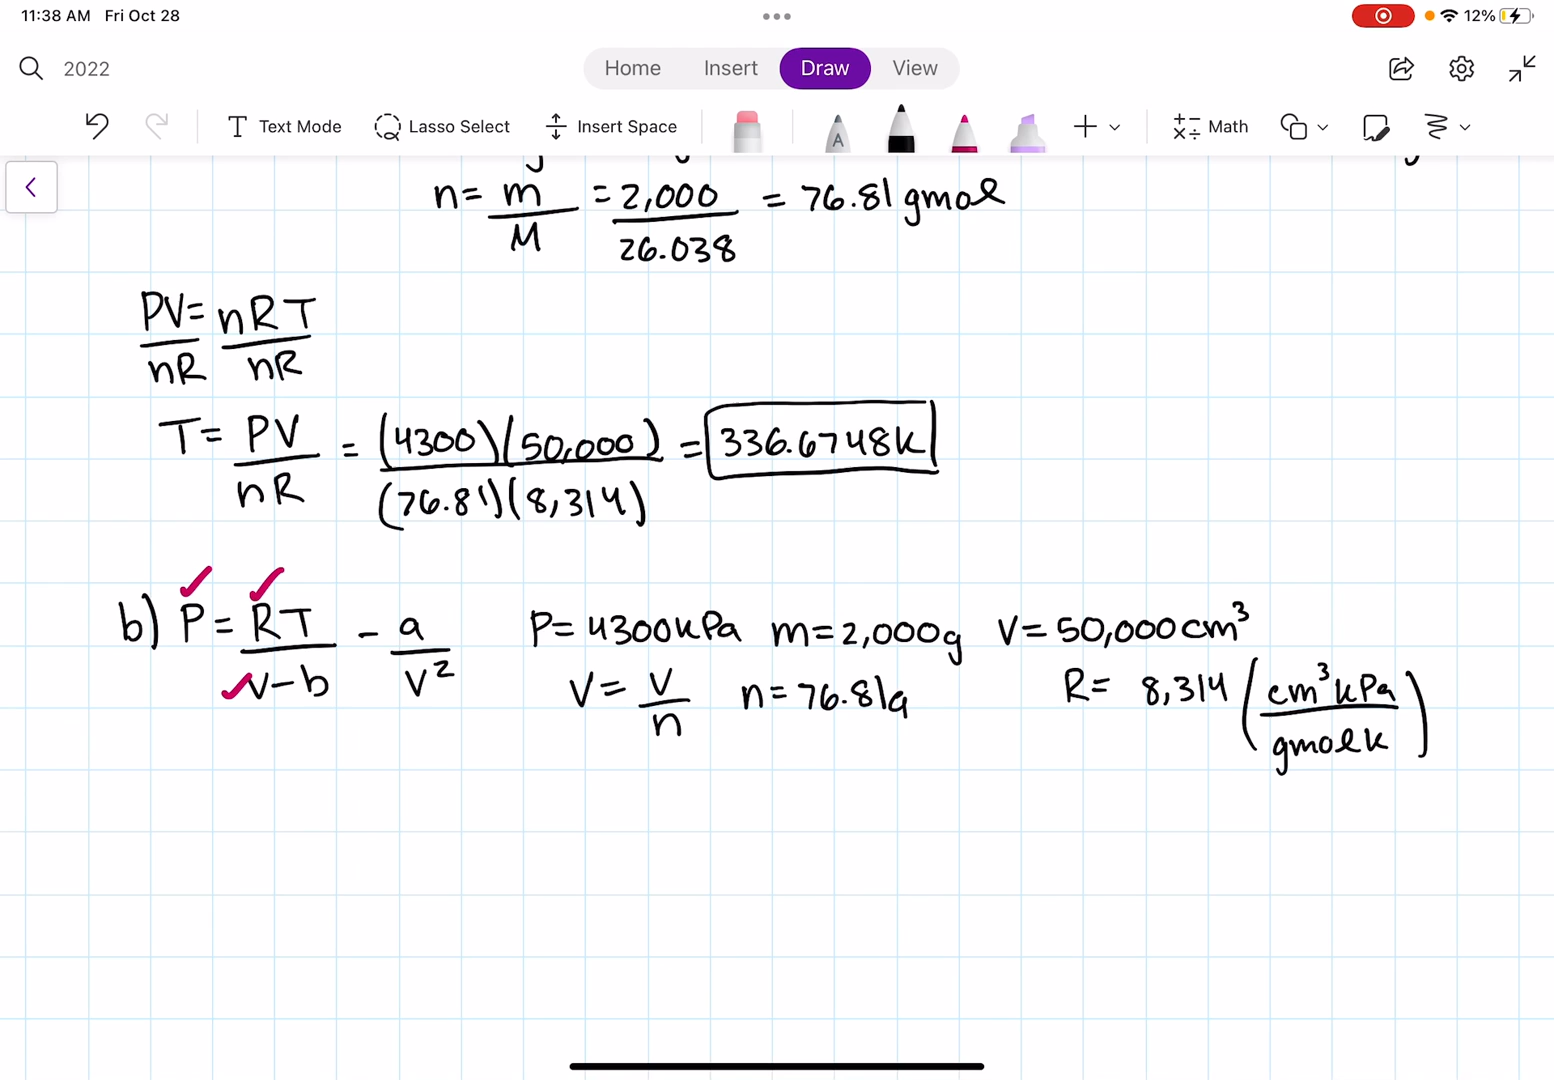 11:38 AM Fri Oct 28 12%
2022 Home Insert Draw View
Text Mode Lasso Select Insert Space A Math
n= m/M = 2,000/26.038 = 76.81 gmol
PV/nR = nRT/nR
T= PV/nR = (4300)(50,000)/(76.81)(8,314) = 336.6748K
b) P = RT/v-b - a/v² P= 4300kPa m=2,000g V= 50,000cm³
V= V/n n= 76.81g R= 8,314 (cm³kPa/gmolk)